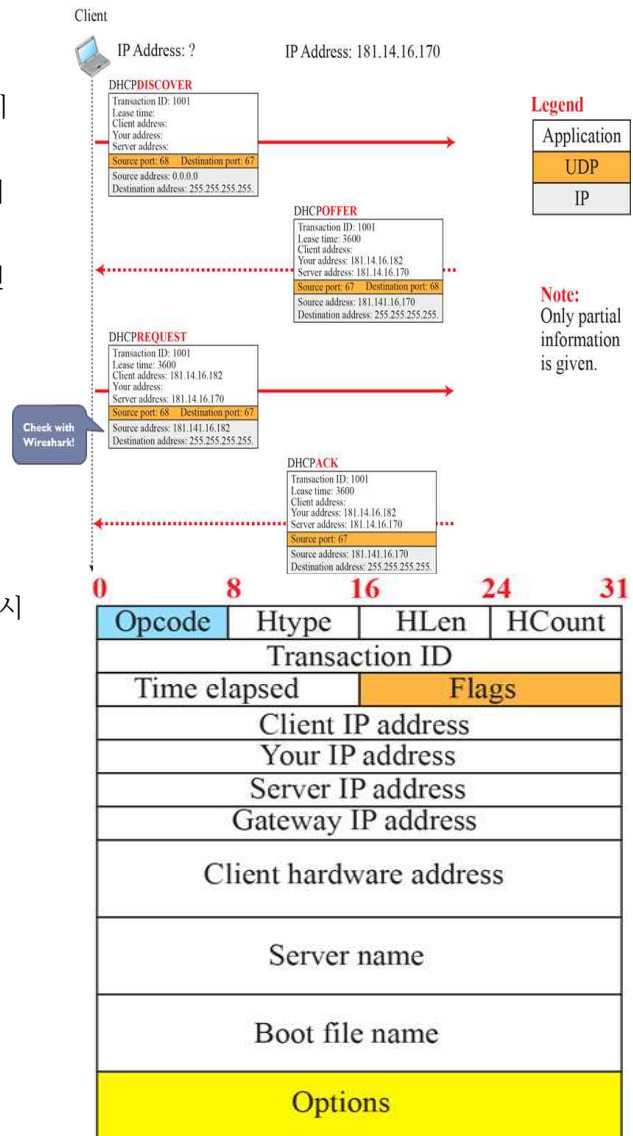 Client
IP Address: ?
IP Address: 181.14.16.170
DHCPDISCOVER
Transaction ID: 1001
Lease time:
Client address:
Your address:
Server address:
Source port: 68 Destination port: 67
Source address: 0.0.0.0
Destination address: 255.255.255.255.
Legend
Application
UDP
IP
DHCPOFFER
Transaction ID: 1001
Lease time: 3600
Client address:
Your address: 181.14.16.182
Server address: 181.14.16.170
Source port: 67 Destination port: 68
Source address: 181.141.16.170
Destination address: 255.255.255.255.
Note:
Only partial
information
is given.
DHCPREQUEST
Transaction ID: 1001
Lease time: 3600
Client address: 181.14.16.182
Your address:
Server address: 181.14.16.170
Source port: 68 Destination port: 67
Source address: 181.141.16.182
Destination address: 255.255.255.255.
Check with
Wireshark!
DHCPACK
Transaction ID: 1001
Lease time: 3600
Client address:
Your address: 181.14.16.182
Server address: 181.14.16.170
Source port: 67
Source address: 181.141.16.170
Destination address: 255.255.255.255.
시
0 8 16 24 31
Opcode Htype HLen HCount
Transaction ID
Time elapsed Flags
Client IP address
Your IP address
Server IP address
Gateway IP address
Client hardware address
Server name
Boot file name
Options